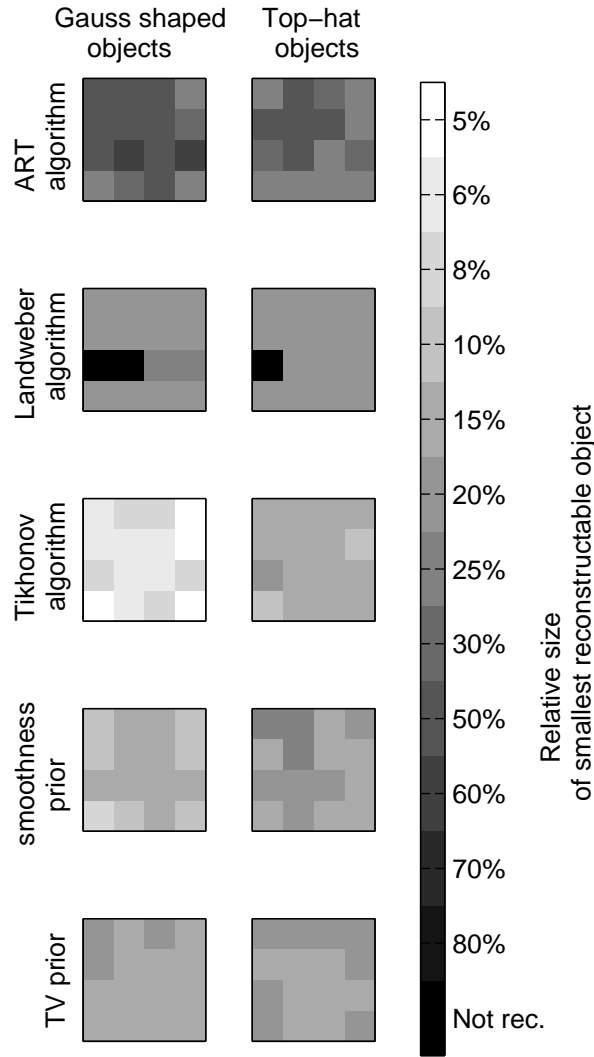 Gauss shaped
objects
Top−hat
objects
ART
algorithm
Landweber
algorithm
Tikhonov
algorithm
smoothness
prior
TV prior
5%
6%
8%
10%
15%
20%
25%
30%
50%
60%
70%
80%
Not rec.
Relative size
of smallest reconstructable object